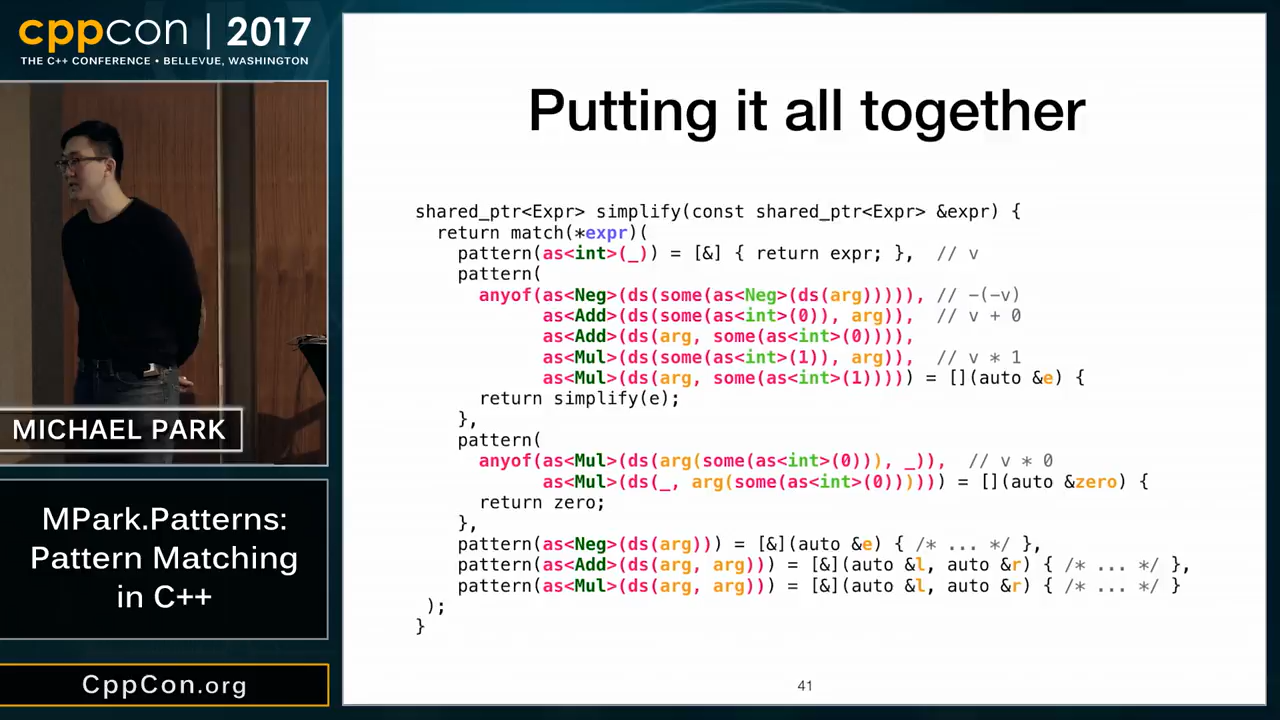 cppcon | 2017
THE C++ CONFERENCE • BELLEVUE, WASHINGTON
MICHAEL PARK
MPark.Patterns:
Pattern Matching
in C++
CppCon.org
Putting it all together
shared_ptr<Expr> simplify(const shared_ptr<Expr> &expr) {
  return match(*expr)(
    pattern(as<int>(_)) = [&] { return expr; },  // v
    pattern(
      anyof(as<Neg>(ds(some(as<Neg>(ds(arg))))), // -(-v)
            as<Add>(ds(some(as<int>(0)), arg)),  // v + 0
            as<Add>(ds(arg, some(as<int>(0)))),
            as<Mul>(ds(some(as<int>(1)), arg)),  // v * 1
            as<Mul>(ds(arg, some(as<int>(1))))) = [](auto &e) {
      return simplify(e);
    },
    pattern(
      anyof(as<Mul>(ds(arg(some(as<int>(0))), _)),  // v * 0
            as<Mul>(ds(_, arg(some(as<int>(0)))))) = [](auto &zero) {
      return zero;
    },
    pattern(as<Neg>(ds(arg))) = [&](auto &e) { /* ... */ },
    pattern(as<Add>(ds(arg, arg))) = [&](auto &l, auto &r) { /* ... */ },
    pattern(as<Mul>(ds(arg, arg))) = [&](auto &l, auto &r) { /* ... */ }
  );
}
41